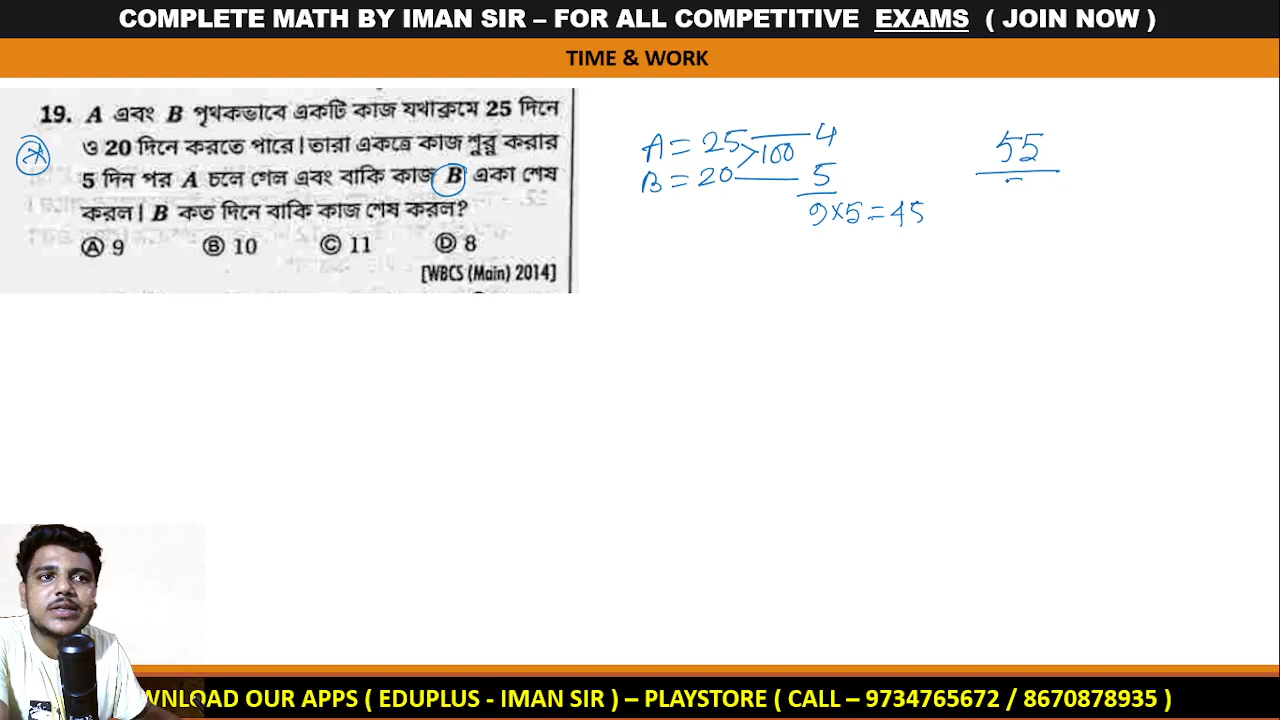 COMPLETE MATH BY IMAN SIR – FOR ALL COMPETITIVE EXAMS ( JOIN NOW )
TIME & WORK
19. A এবং B পৃথকভাবে একটি কাজ যথাক্রমে 25 দিনে
ও 20 দিনে করতে পারে। তারা একত্রে কাজ শুরু করার
5 দিন পর A চলে গেল এবং বাকি কাজ B একা শেষ
করল। B কত দিনে বাকি কাজ শেষ করল?
Ⓐ 9 Ⓑ 10 Ⓒ 11 Ⓓ 8
[WBCS (Main) 2014]
A = 25 100 4
B = 20 5
9×5=45
55
WNLOAD OUR APPS ( EDUPLUS - IMAN SIR ) – PLAYSTORE ( CALL – 9734765672 / 8670878935 )